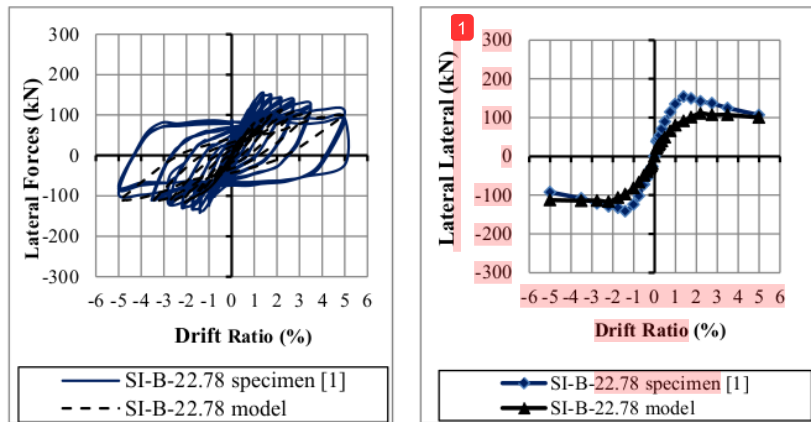 300
200
100
0
-100
-200
-300
Lateral Forces (kN)
-6 -5 -4 -3 -2 -1 0 1 2 3 4 5 6
Drift Ratio (%)
SI-B-22.78 specimen [1]
SI-B-22.78 model
1
300
200
100
0
-100
-200
-300
Lateral Lateral (kN)
-6 -5 -4 -3 -2 -1 0 1 2 3 4 5 6
Drift Ratio (%)
SI-B-22.78 specimen [1]
SI-B-22.78 model